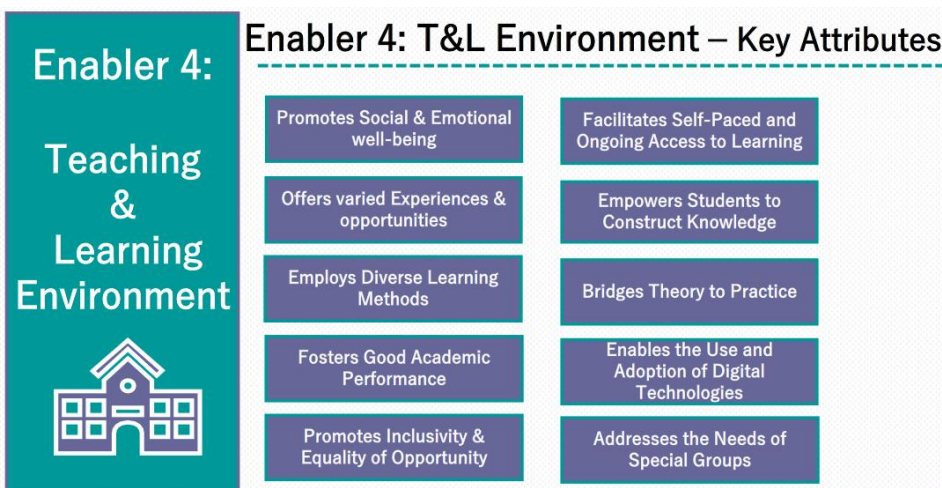 Enabler 4:
Teaching
&
Learning
Environment
Enabler 4: T&L Environment – Key Attributes
Promotes Social & Emotional
well-being
Offers varied Experiences &
opportunities
Employs Diverse Learning
Methods
Fosters Good Academic
Performance
Promotes Inclusivity &
Equality of Opportunity
Facilitates Self-Paced and
Ongoing Access to Learning
Empowers Students to
Construct Knowledge
Bridges Theory to Practice
Enables the Use and
Adoption of Digital
Technologies
Addresses the Needs of
Special Groups